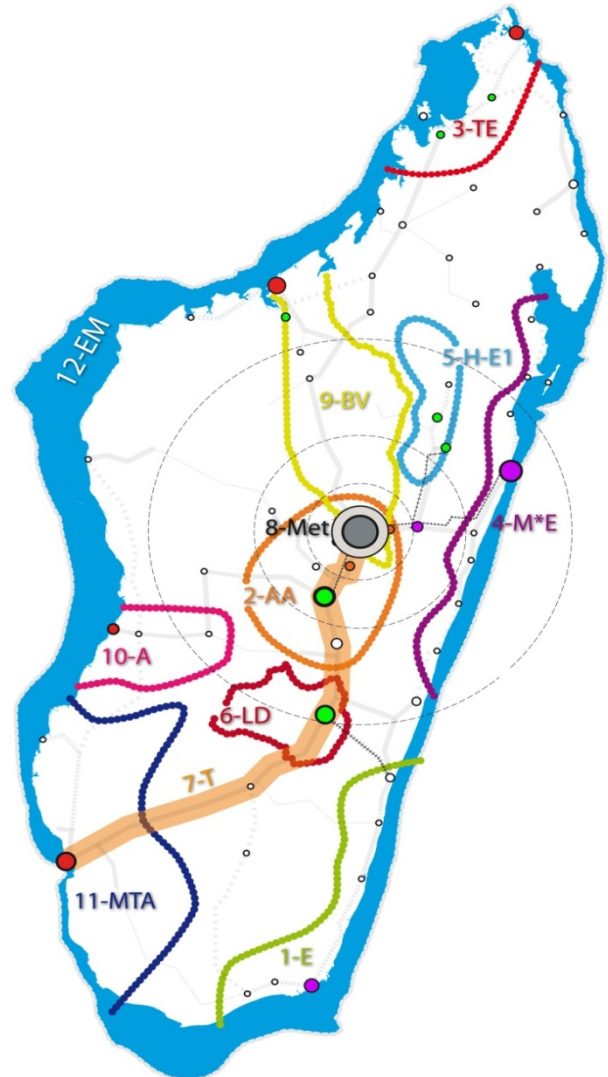 3-TE
12-EM
5-H-E1
9-BV
8-Met
4-M*E
2-AA
10-A
6-LD
7-T
11-MTA
1-E